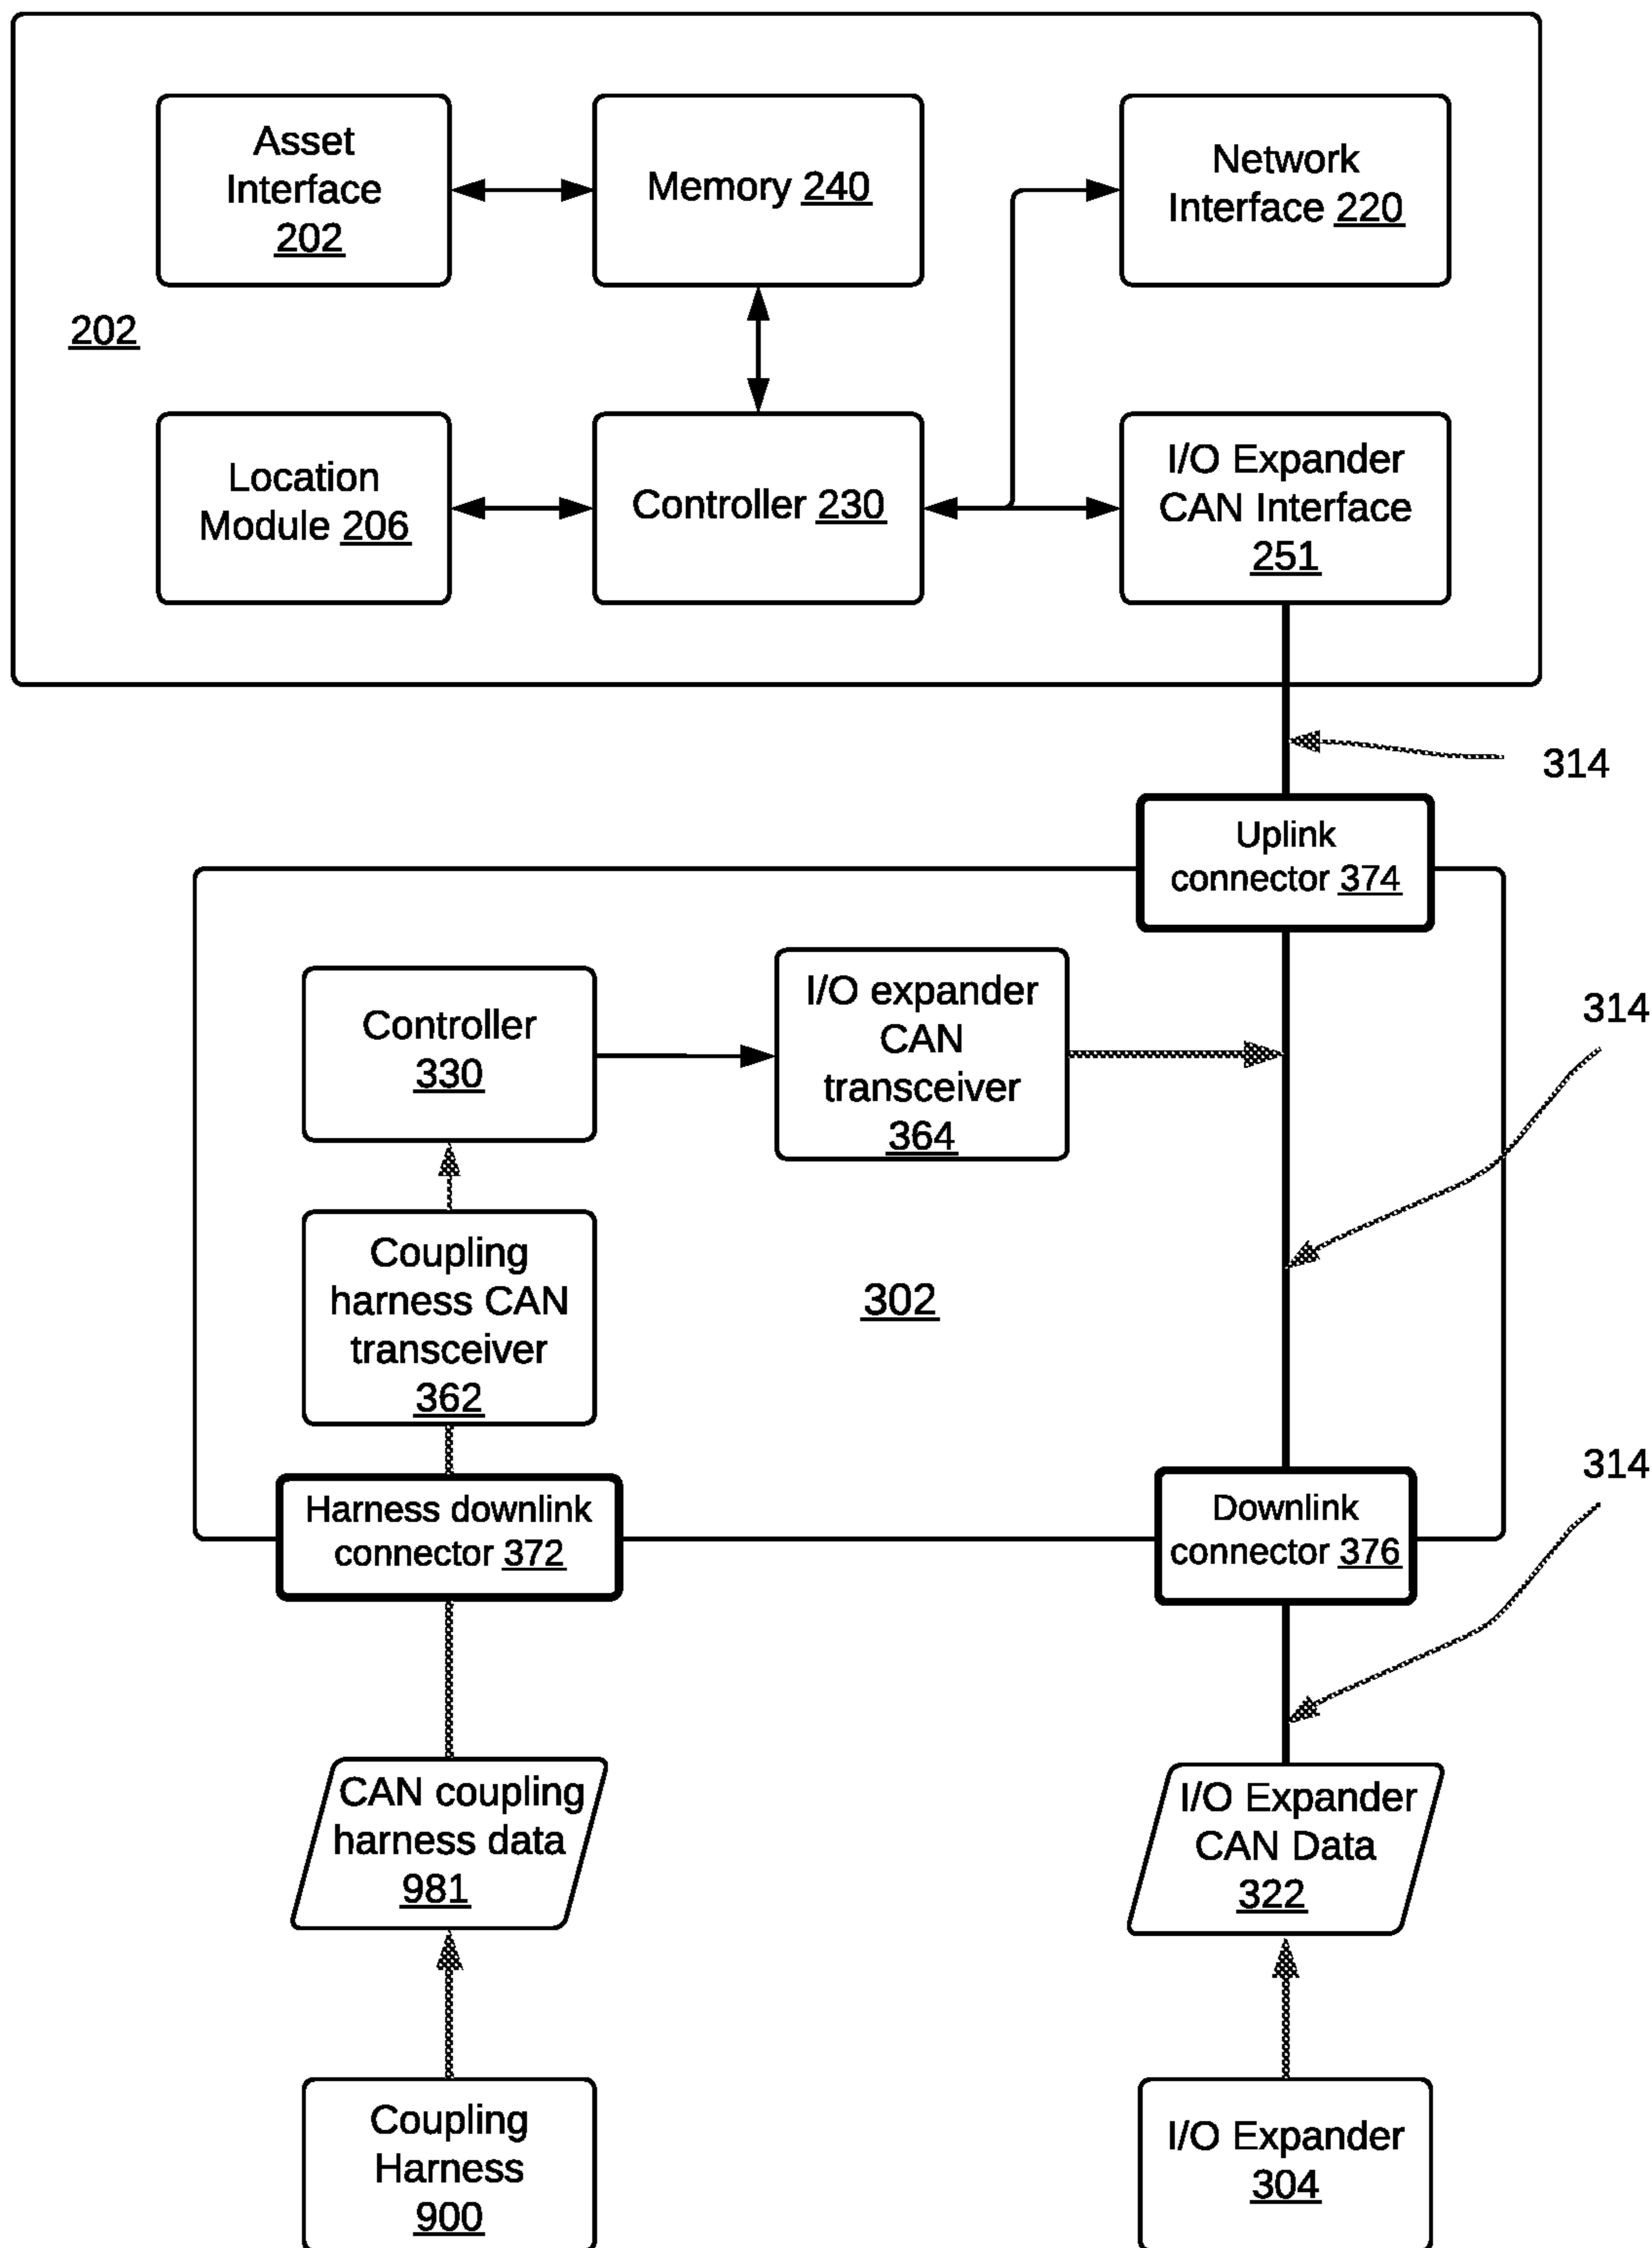 Asset
Interface
202
Memory 240
Network
Interface 220
202
Location
Module 206
Controller 230
I/O Expander
CAN Interface
251
314
Uplink
connector 374
Controller
330
I/O expander
CAN
transceiver
364
314
Coupling
harness CAN
transceiver
362
302
314
Harness downlink
connector 372
Downlink
connector 376
CAN coupling
harness data
981
I/O Expander
CAN Data
322
Coupling
Harness
900
I/O Expander
304